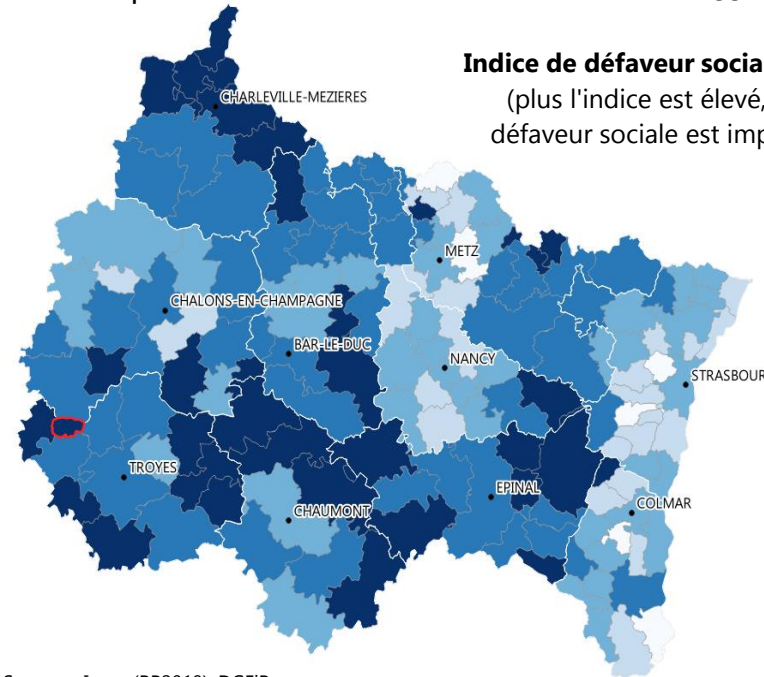 Indice de défaveur socia
(plus l'indice est élevé,
défaveur sociale est imp
CHARLEVILLE-MEZIERES
METZ
CHALONS-EN-CHAMPAGNE
BAR-LE-DUC
NANCY
STRASBOUR
TROYES
EPINAL
CHAUMONT
COLMAR